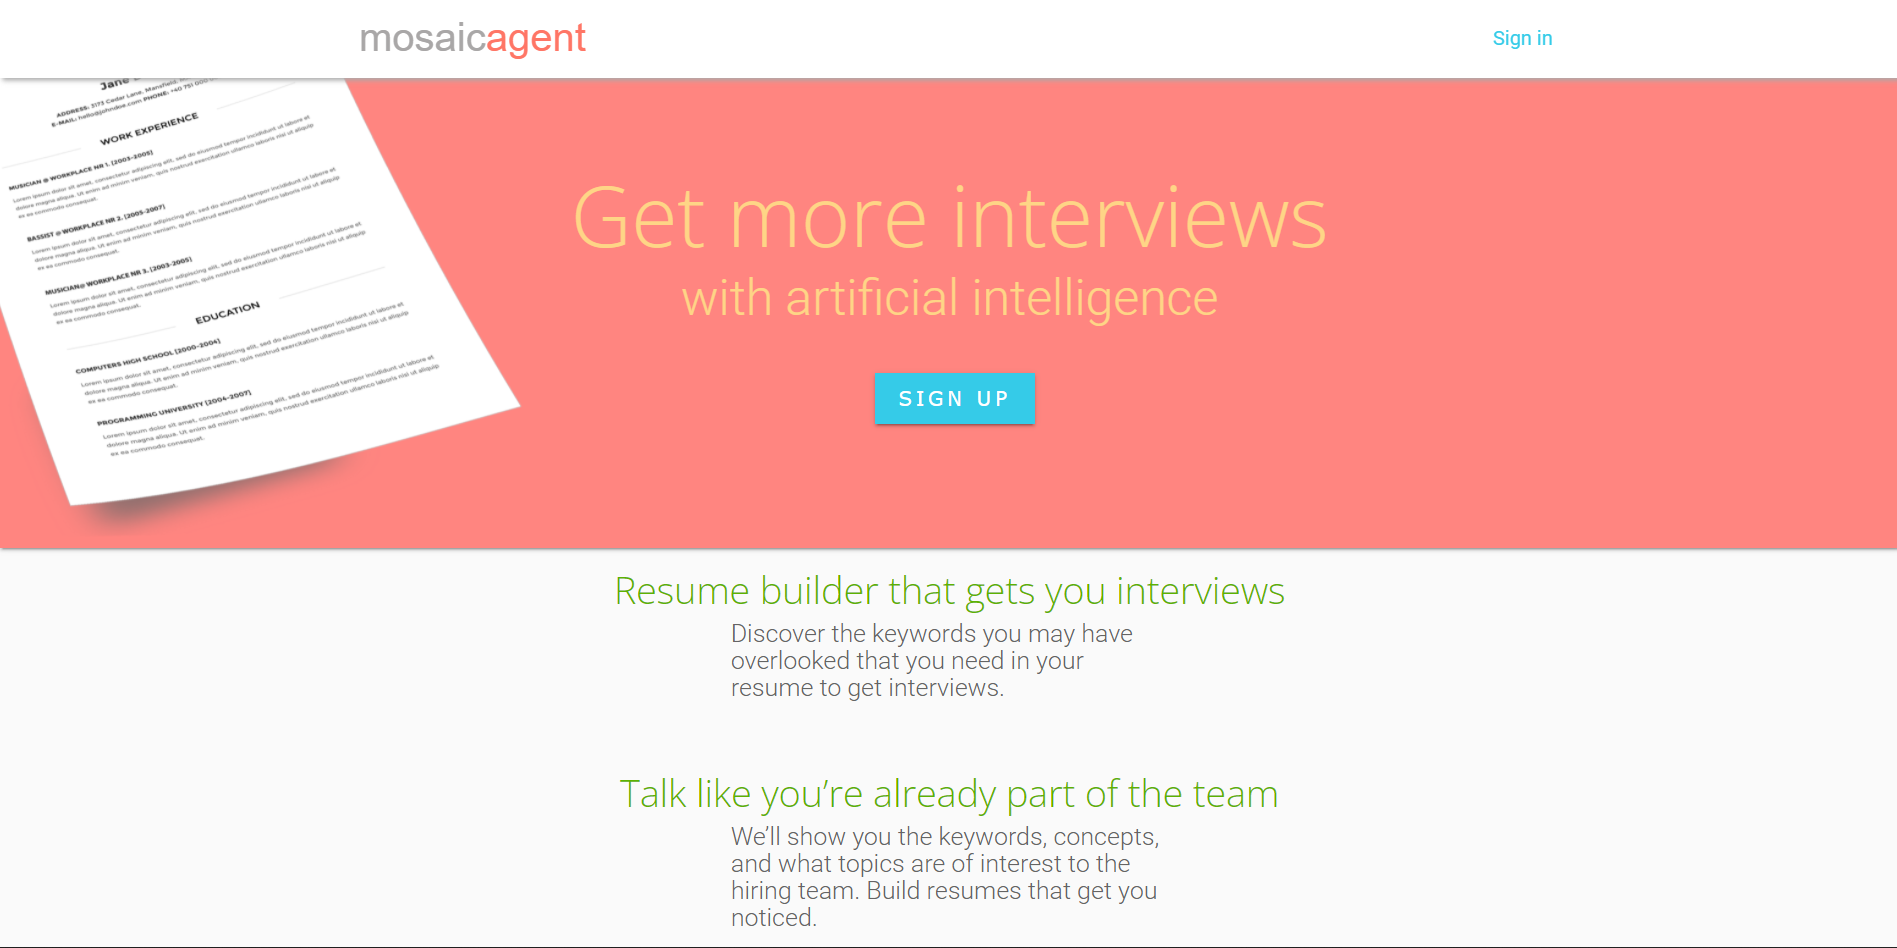 mosaicagent
Sign in
Jane
ADDRESS: 3173 Cedar Lane, Mansfield,
E-MAIL: hello@johndoe.com PHONE: +40 751 000
WORK EXPERIENCE
MUSICIAN @ WORKPLACE NR 1. [2003-2005]
Lorem ipsum dolor sit amet, consectetur adipiscing elit, sed do eiusmod tempor incididunt ut labore et
dolore magna aliqua. Ut enim ad minim veniam, quis nostrud exercitation ullamco laboris nisi ut aliquip
ex ea commodo consequat.
BASSIST @ WORKPLACE NR 2. [2005-2007]
Lorem ipsum dolor sit amet, consectetur adipiscing elit, sed do eiusmod tempor incididunt ut labore et
dolore magna aliqua. Ut enim ad minim veniam, quis nostrud exercitation ullamco laboris nisi ut aliquip
ex ea commodo consequat.
MUSICIAN@ WORKPLACE NR 3. [2003-2005]
Lorem ipsum dolor sit amet, consectetur adipiscing elit, sed do eiusmod tempor incididunt ut labore et
dolore magna aliqua. Ut enim ad minim veniam, quis nostrud exercitation ullamco laboris nisi ut aliquip
ex ea commodo consequat.
EDUCATION
COMPUTERS HIGH SCHOOL [2000-2004]
Lorem ipsum dolor sit amet, consectetur adipiscing elit, sed do eiusmod tempor incididunt ut labore et
dolore magna aliqua. Ut enim ad minim veniam, quis nostrud exercitation ullamco laboris nisi ut aliquip
ex ea commodo consequat.
PROGRAMMING UNIVERSITY [2004-2007]
Lorem ipsum dolor sit amet, consectetur adipiscing elit, sed do eiusmod tempor incididunt ut labore et
dolore magna aliqua. Ut enim ad minim veniam, quis nostrud exercitation ullamco laboris nisi ut aliquip
ex ea commodo consequat.
Get more interviews
with artificial intelligence
SIGN UP
Resume builder that gets you interviews
Discover the keywords you may have
overlooked that you need in your
resume to get interviews.
Talk like you’re already part of the team
We’ll show you the keywords, concepts,
and what topics are of interest to the
hiring team. Build resumes that get you
noticed.